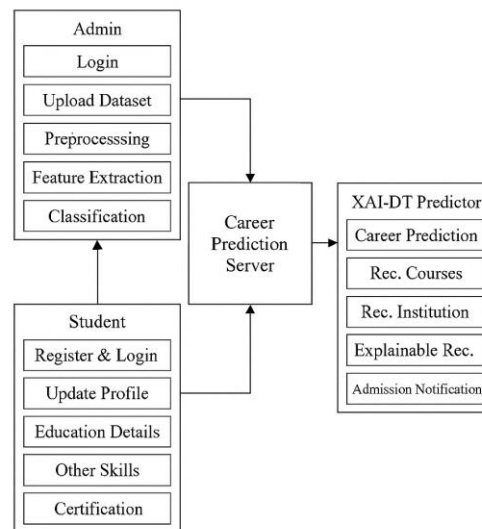 Admin
Login
Upload Dataset
Preprocesssing
Feature Extraction
Classification
Student
Register & Login
Update Profile
Education Details
Other Skills
Certification
Career
Prediction
Server
XAI-DT Predictor
Career Prediction
Rec. Courses
Rec. Institution
Explainable Rec.
Admission Notification